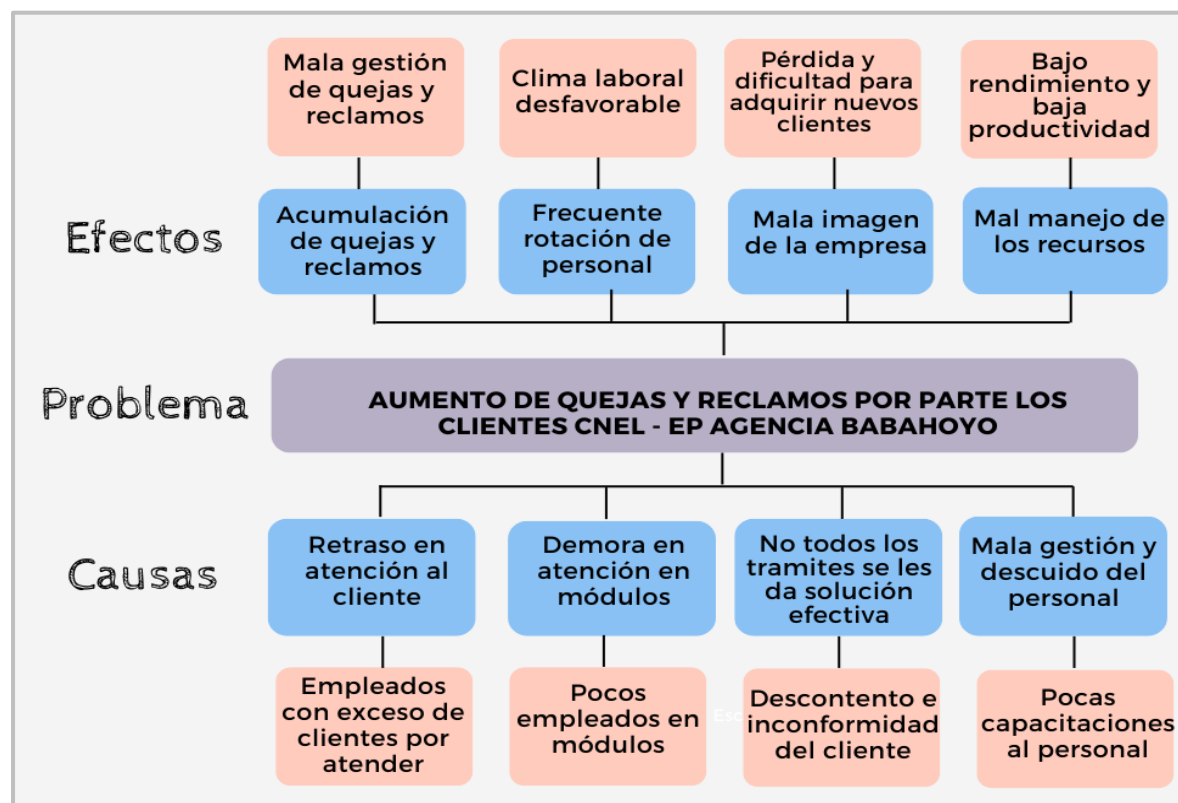 Mala gestión
de quejas y
reclamos
Clima laboral
desfavorable
Pérdida y
dificultad para
adquirir nuevos
clientes
Bajo
rendimiento y
baja
productividad
Efectos
Acumulación
de quejas y
reclamos
Frecuente
rotación de
personal
Mala imagen
de la empresa
Mal manejo de
los recursos
Problema
AUMENTO DE QUEJAS Y RECLAMOS POR PARTE LOS
CLIENTES CNEL - EP AGENCIA BABAHOYO
Causas
Retraso en
atención al
cliente
Demora en
atención en
módulos
No todos los
tramites se les
da solución
efectiva
Mala gestión y
descuido del
personal
Empleados
con exceso de
clientes por
atender
Pocos
empleados en
módulos
Descontento e
inconformidad
del cliente
Pocas
capacitaciones
al personal